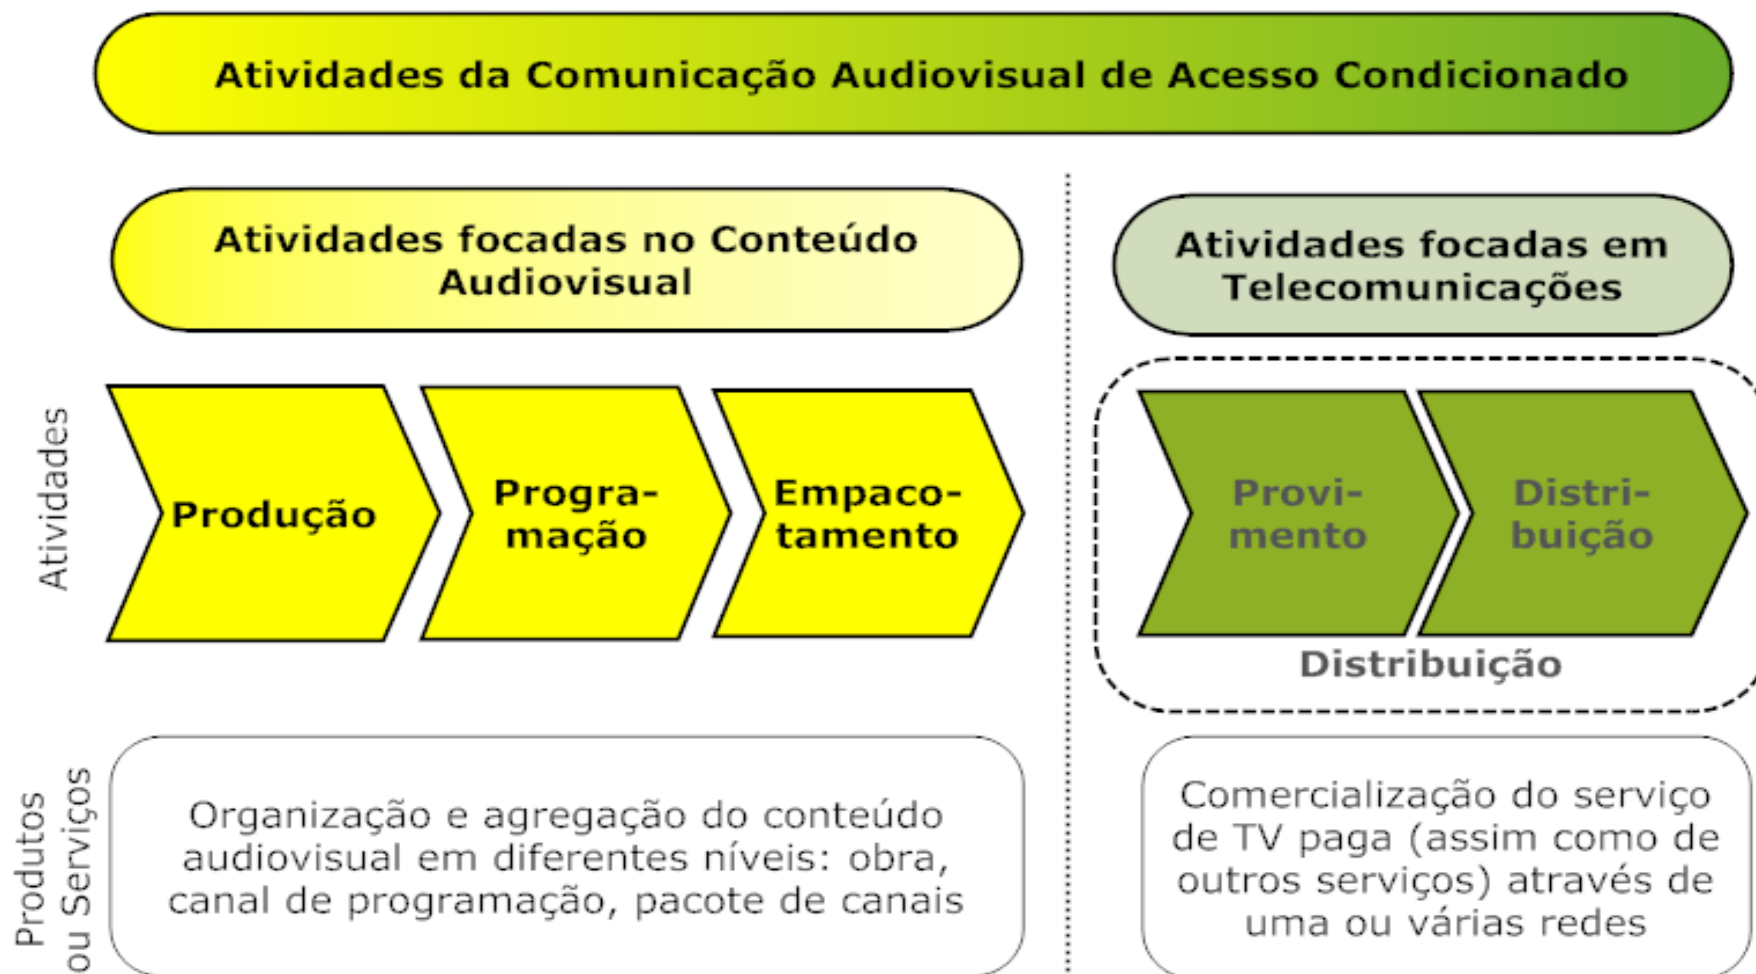 Atividades da Comunicação Audiovisual de Acesso Condicionado
Atividades focadas no Conteúdo
Audiovisual
Atividades focadas em
Telecomunicações
Atividades
Produção
Progra-
mação
Empaco-
tamento
Provi-
mento
Distri-
buição
Distribuição
Produtos
ou Serviços
Organização e agregação do conteúdo
audiovisual em diferentes níveis: obra,
canal de programação, pacote de canais
Comercialização do serviço
de TV paga (assim como de
outros serviços) através de
uma ou várias redes